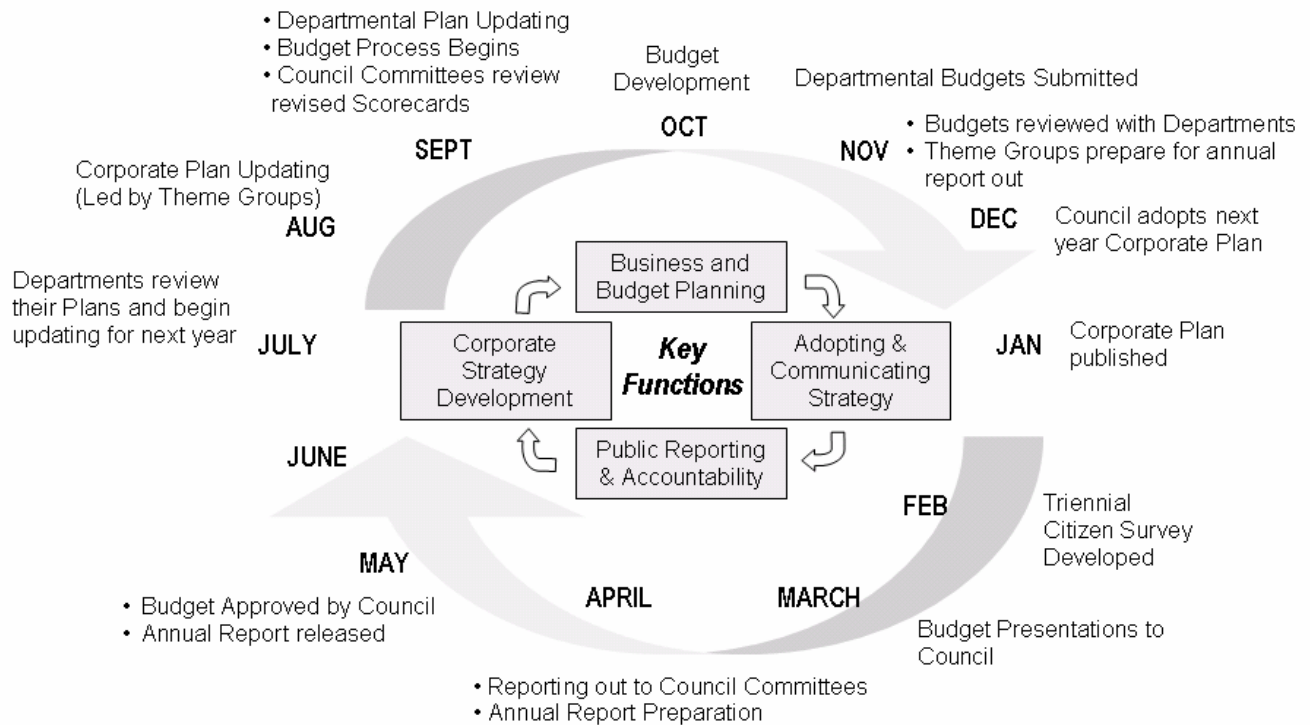 • Departmental Plan Updating
• Budget Process Begins
• Council Committees review
revised Scorecards
SEPT
Budget
Development
OCT
Departmental Budgets Submitted
NOV
• Budgets reviewed with Departments
• Theme Groups prepare for annual
report out
DEC
Council adopts next
year Corporate Plan
JAN
Corporate Plan
published
FEB
Triennial
Citizen Survey
Developed
MARCH
Budget Presentations to
Council
APRIL
• Reporting out to Council Committees
• Annual Report Preparation
MAY
• Budget Approved by Council
• Annual Report released
JUNE
JULY
Departments review
their Plans and begin
updating for next year
AUG
Corporate Plan Updating
(Led by Theme Groups)
Key
Functions
Business and
Budget Planning
Adopting &
Communicating
Strategy
Public Reporting
& Accountability
Corporate
Strategy
Development